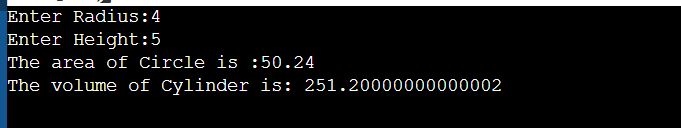 Enter Radius:4
Enter Height:5
The area of Circle is :50.24
The volume of Cylinder is: 251.20000000000002